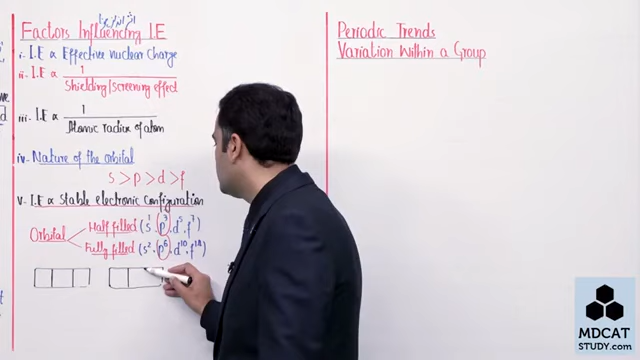 Factors Influencing I.E
i- I.E ∝ Effective nuclear charge
ii- I.E ∝ 1
Shielding/screening effect
iii- I.E ∝ 1
Atomic radius of atom
iv- Nature of the orbital
s > p > d > f
v- I.E ∝ Stable electronic configuration
Orbital
Half filled (s¹, p³, d⁵, f⁷)
Fully filled (s², p⁶, d¹⁰, f¹⁴)
Periodic Trends
Variation Within a Group
MDCAT
STUDY.com